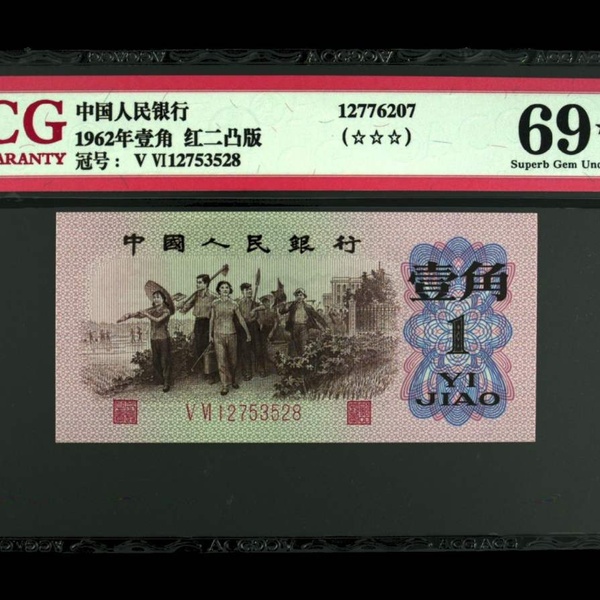 CG
ARANTY
中国人民银行
1962年壹角 红二凸版
冠号：V VI12753528
12776207
(☆☆☆)
69
Superb Gem Unc
中國人民銀行
壹角
1
YI
JIAO
V VI 12753528